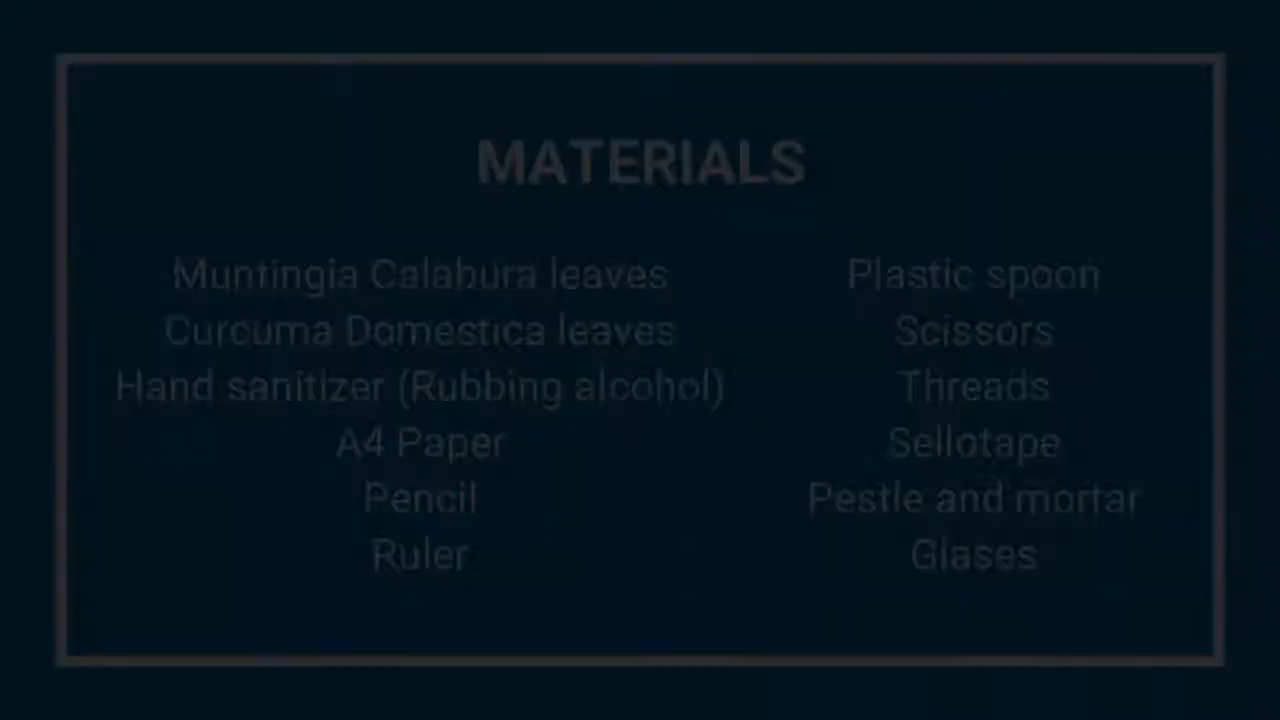 MATERIALS
Muntingia Calabura leaves
Curcuma Domestica leaves
Hand sanitizer (Rubbing alcohol)
A4 Paper
Pencil
Ruler
Plastic spoon
Scissors
Threads
Sellotape
Pestle and mortar
Glases